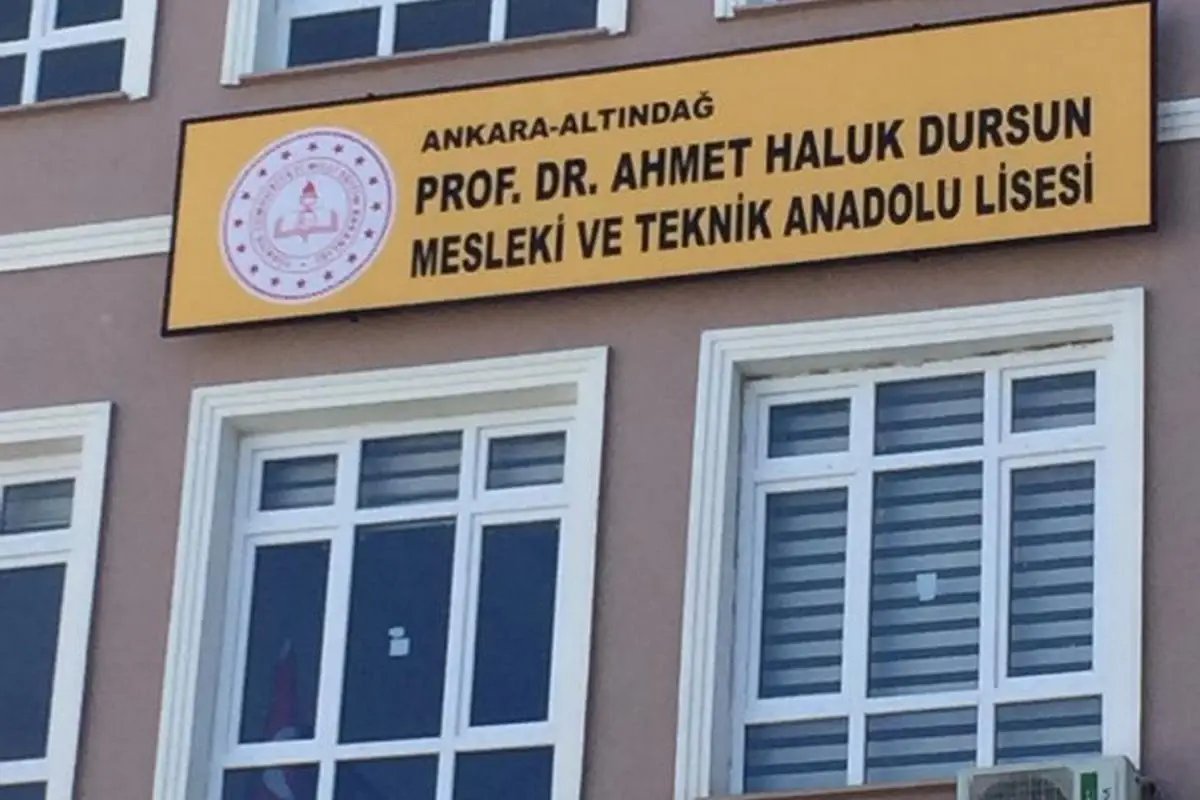 ANKARA-ALTINDAĞ
PROF. DR. AHMET HALUK DURSUN
MESLEKİ VE TEKNİK ANADOLU LİSESİ